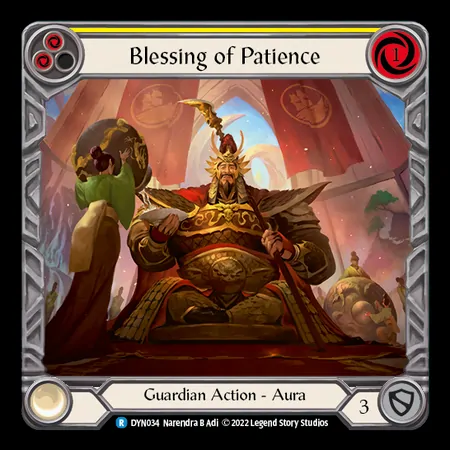 Blessing of Patience
1
Guardian Action - Aura
3
R DYN034 Narendra B Adi © 2022 Legend Story Studios